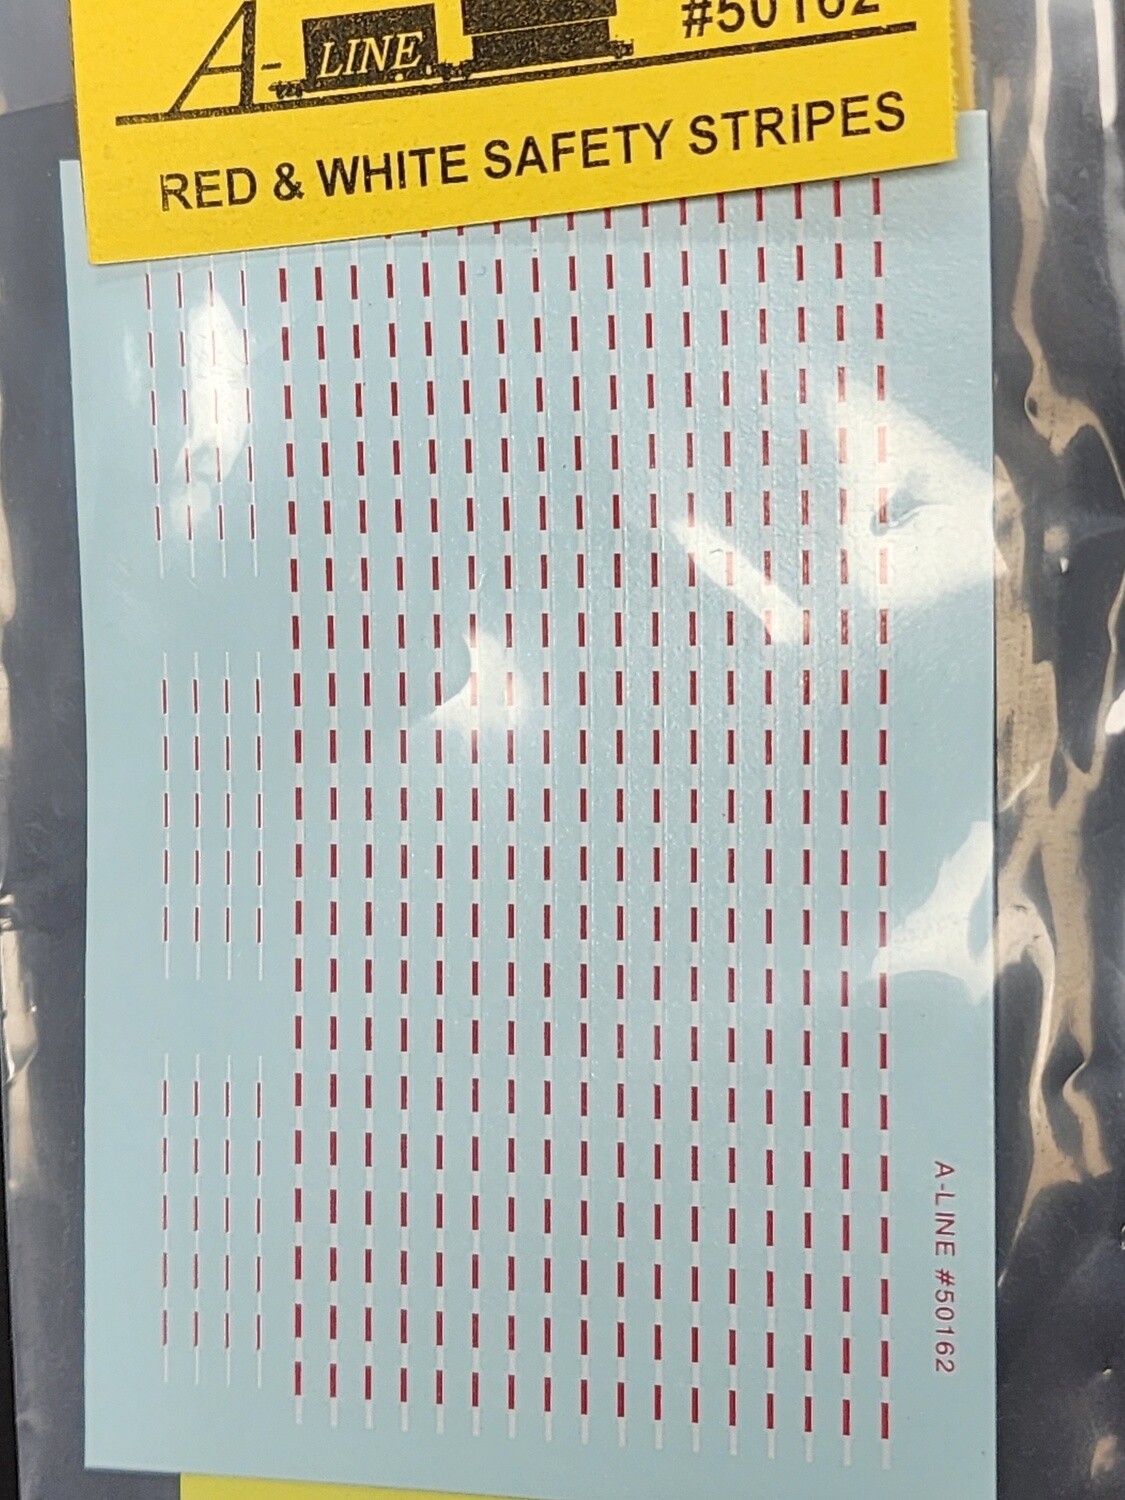 A-LINE
#50162
RED & WHITE SAFETY STRIPES
A-LINE #50162